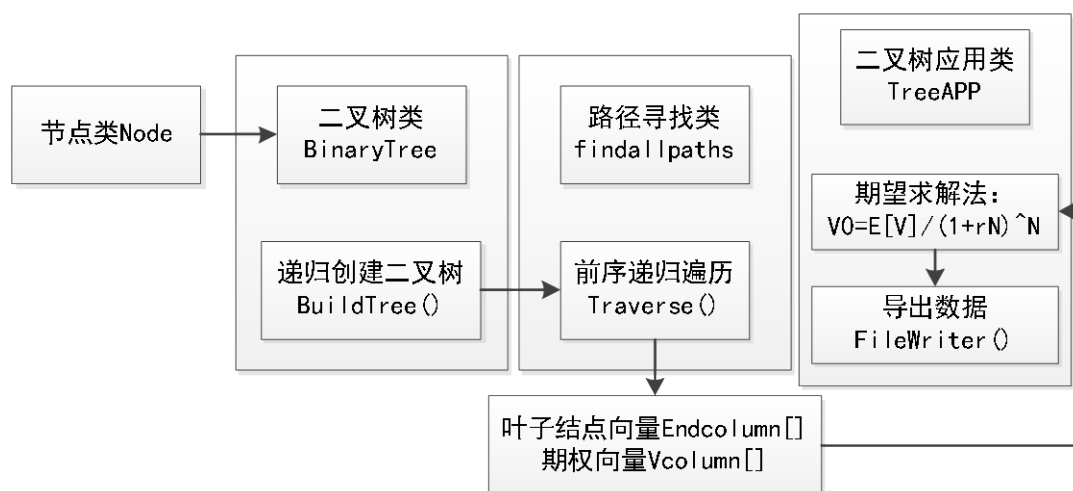 节点类Node
二叉树类
BinaryTree
递归创建二叉树
BuildTree()
路径寻找类
findallpaths
前序递归遍历
Traverse()
叶子结点向量Endcolumn[]
期权向量Vcolumn[]
二叉树应用类
TreeAPP
期望求解法:
V0=E[V]/(1+rN)^N
导出数据
FileWriter()